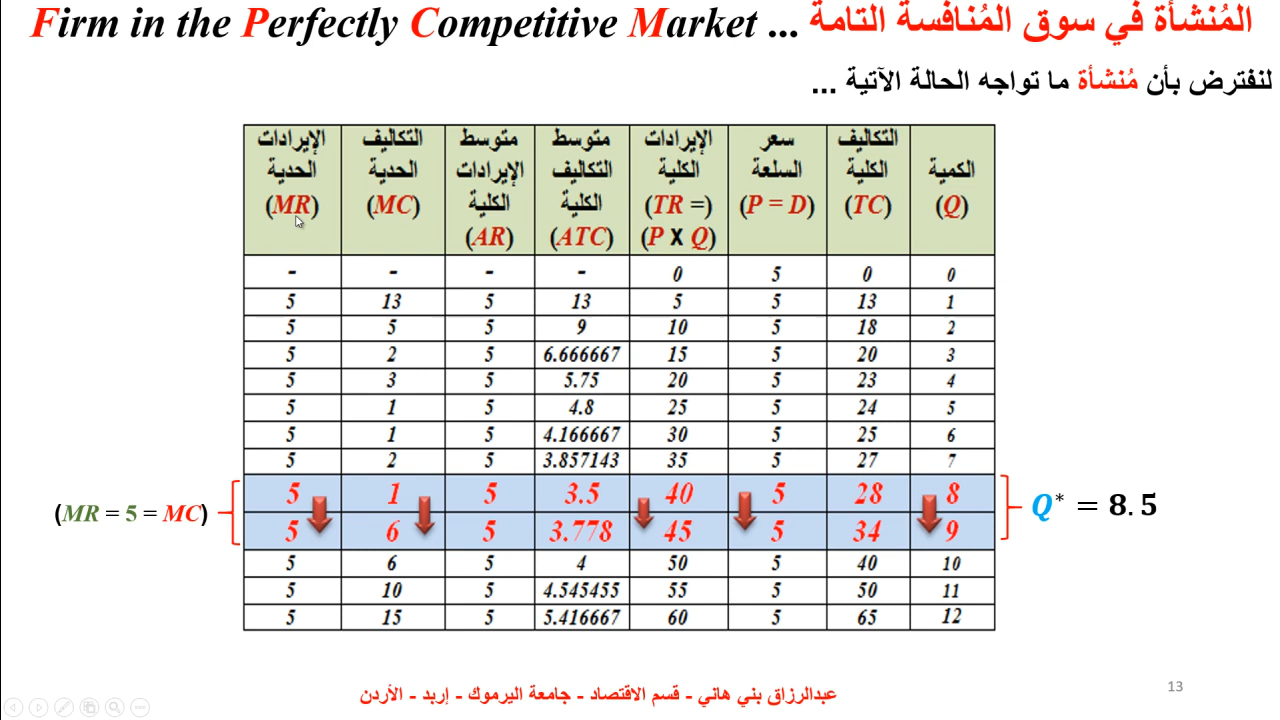 Firm in the Perfectly Competitive Market ... المُنشأة في سوق المُنافسة التامة
لنفترض بأن مُنشأة ما تواجه الحالة الآتية ...
الكمية (Q) | التكاليف الكلية (TC) | سعر السلعة (P = D) | الإيرادات الكلية (TR =) (P X Q) | متوسط التكاليف الكلية (ATC) | متوسط الإيرادات الكلية (AR) | التكاليف الحدية (MC) | الإيرادات الحدية (MR)
0 | 0 | 5 | 0 | - | - | - | -
1 | 13 | 5 | 5 | 13 | 5 | 13 | 5
2 | 18 | 5 | 10 | 9 | 5 | 5 | 5
3 | 20 | 5 | 15 | 6.666667 | 5 | 2 | 5
4 | 23 | 5 | 20 | 5.75 | 5 | 3 | 5
5 | 24 | 5 | 25 | 4.8 | 5 | 1 | 5
6 | 25 | 5 | 30 | 4.166667 | 5 | 1 | 5
7 | 27 | 5 | 35 | 3.857143 | 5 | 2 | 5
8 | 28 | 5 | 40 | 3.5 | 5 | 1 | 5
9 | 34 | 5 | 45 | 3.778 | 5 | 6 | 5
10 | 40 | 5 | 50 | 4 | 5 | 6 | 5
11 | 50 | 5 | 55 | 4.545455 | 5 | 10 | 5
12 | 65 | 5 | 60 | 5.416667 | 5 | 15 | 5
Q* = 8.5
(MR = 5 = MC)
عبدالرزاق بني هاني - قسم الاقتصاد - جامعة اليرموك - إربد - الأردن
13